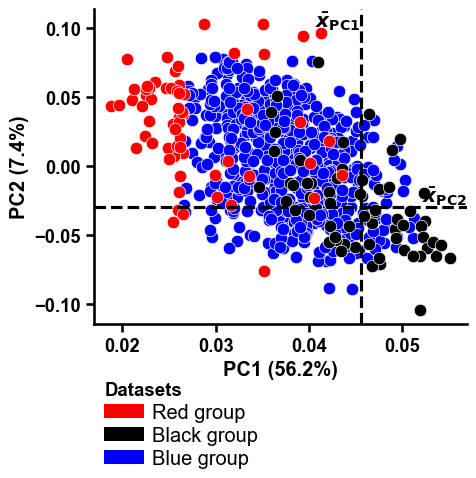 x̄PC1
0.10
0.05
0.00
−0.05
−0.10
PC2 (7.4%)
x̄PC2
0.02 0.03 0.04 0.05
PC1 (56.2%)
Datasets
Red group
Black group
Blue group